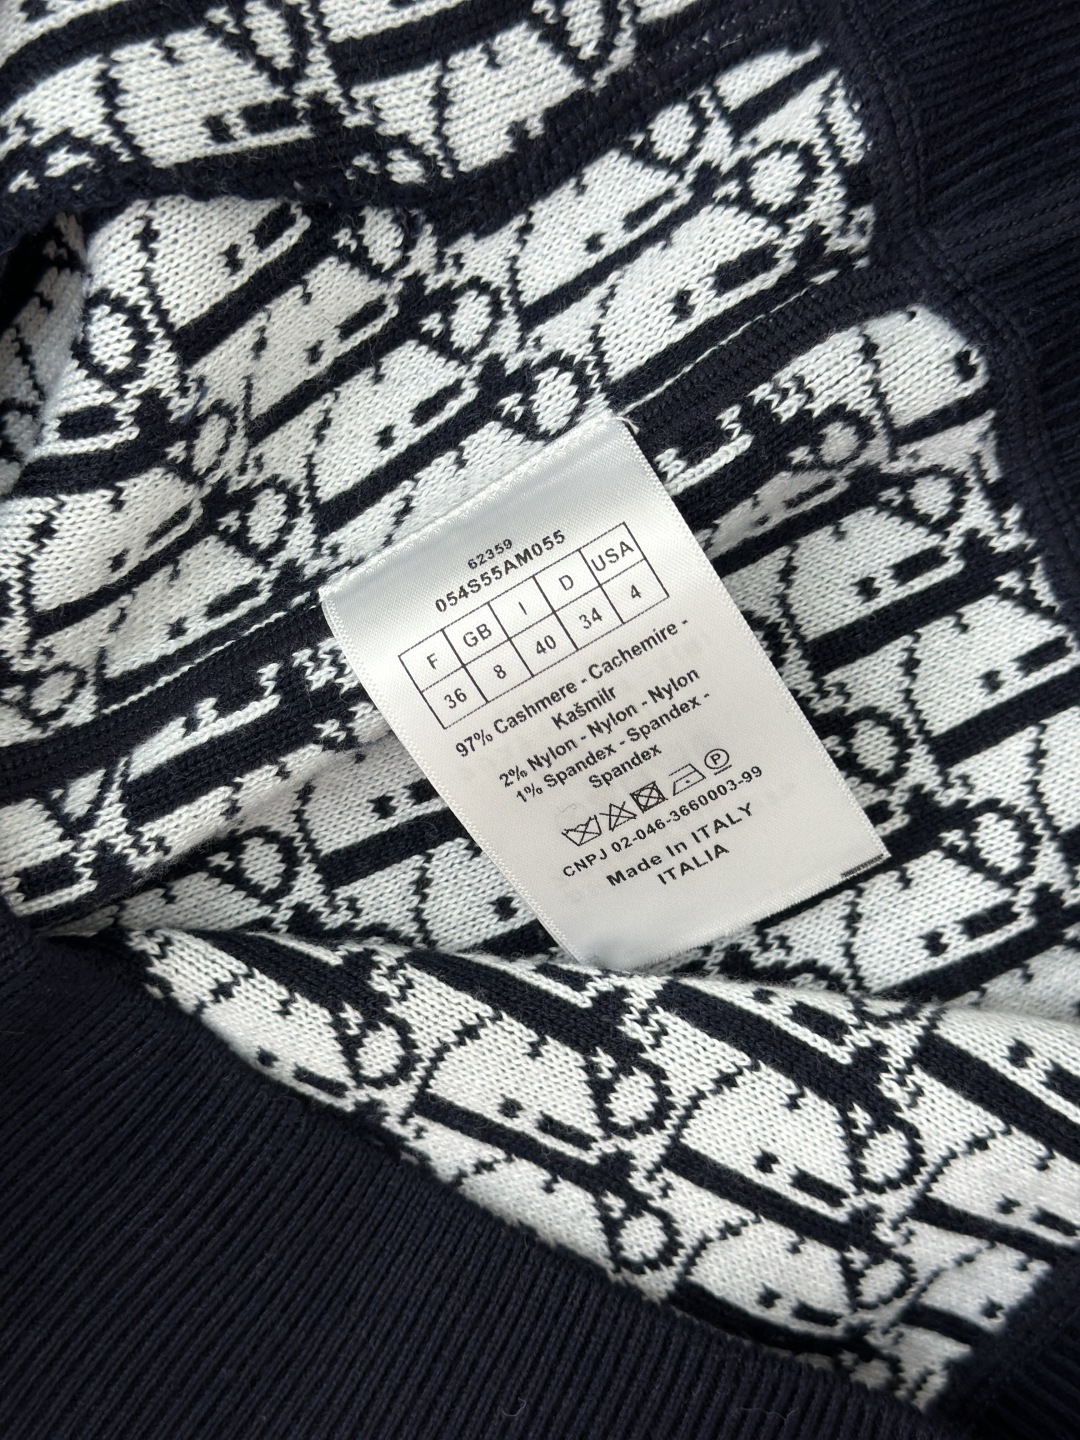 62359
054S55AM055
F GB I D USA
36 8 40 34 4
97% Cashmere - Cachemire -
Kašmilr
2% Nylon - Nylon - Nylon
1% Spandex - Spandex -
Spandex
P
CNPJ 02-046-3660003-99
Made In ITALY
ITALIA